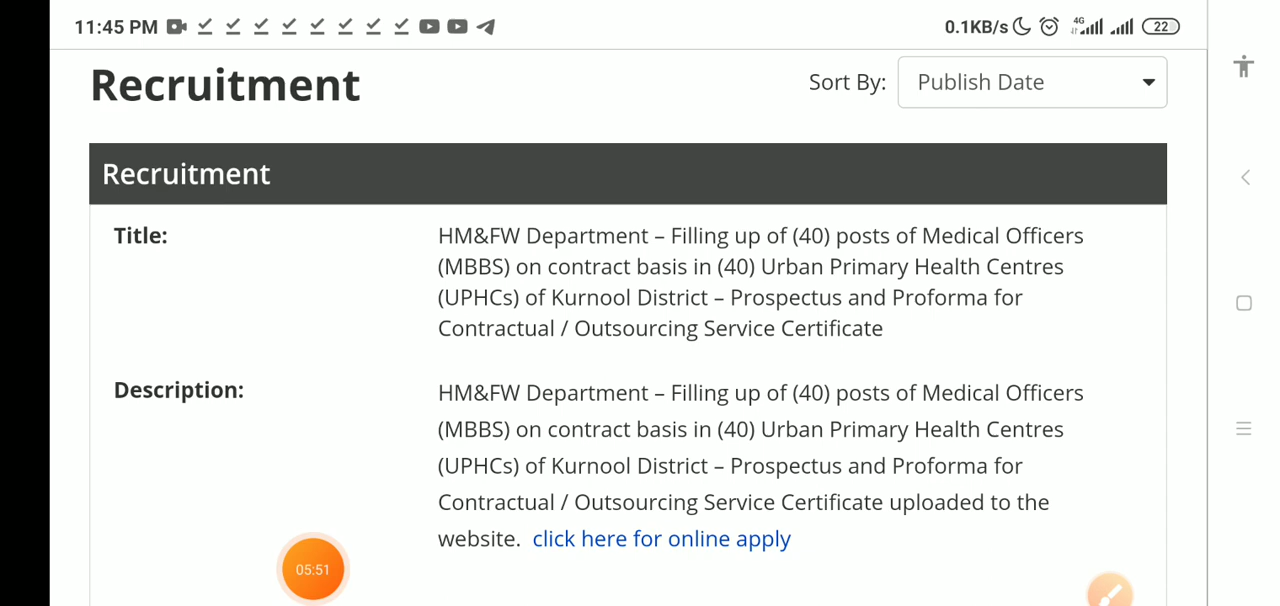 11:45 PM 0.1KB/s 4G 22
Recruitment Sort By: Publish Date
Recruitment
Title: HM&FW Department – Filling up of (40) posts of Medical Officers
(MBBS) on contract basis in (40) Urban Primary Health Centres
(UPHCs) of Kurnool District – Prospectus and Proforma for
Contractual / Outsourcing Service Certificate
Description: HM&FW Department – Filling up of (40) posts of Medical Officers
(MBBS) on contract basis in (40) Urban Primary Health Centres
(UPHCs) of Kurnool District – Prospectus and Proforma for
Contractual / Outsourcing Service Certificate uploaded to the
website. click here for online apply
05:51